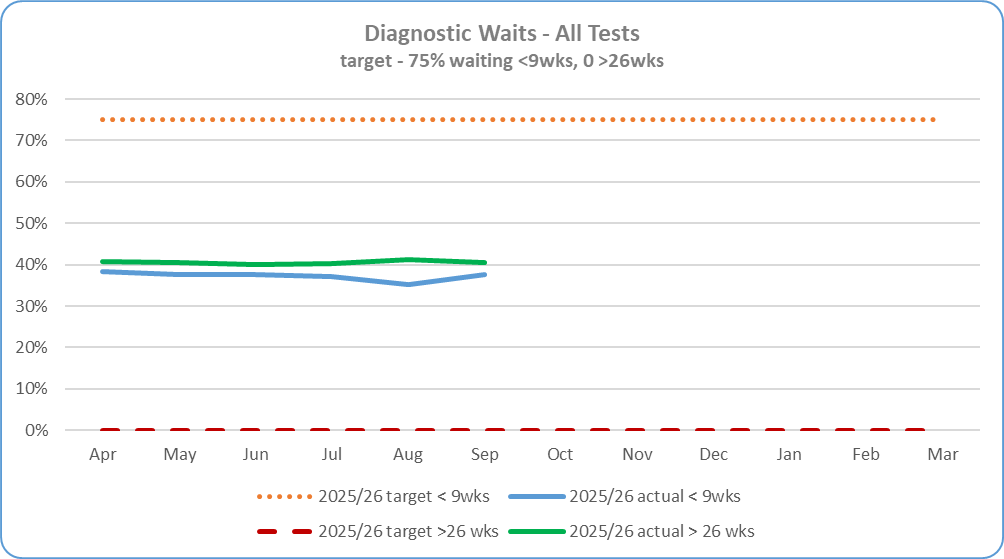 Diagnostic Waits - All Tests
target - 75% waiting <9wks, 0 >26wks
80%
70%
60%
50%
40%
30%
20%
10%
0%
Apr May Jun Jul Aug Sep Oct Nov Dec Jan Feb Mar
2025/26 target < 9wks 2025/26 actual < 9wks
2025/26 target >26 wks 2025/26 actual > 26 wks